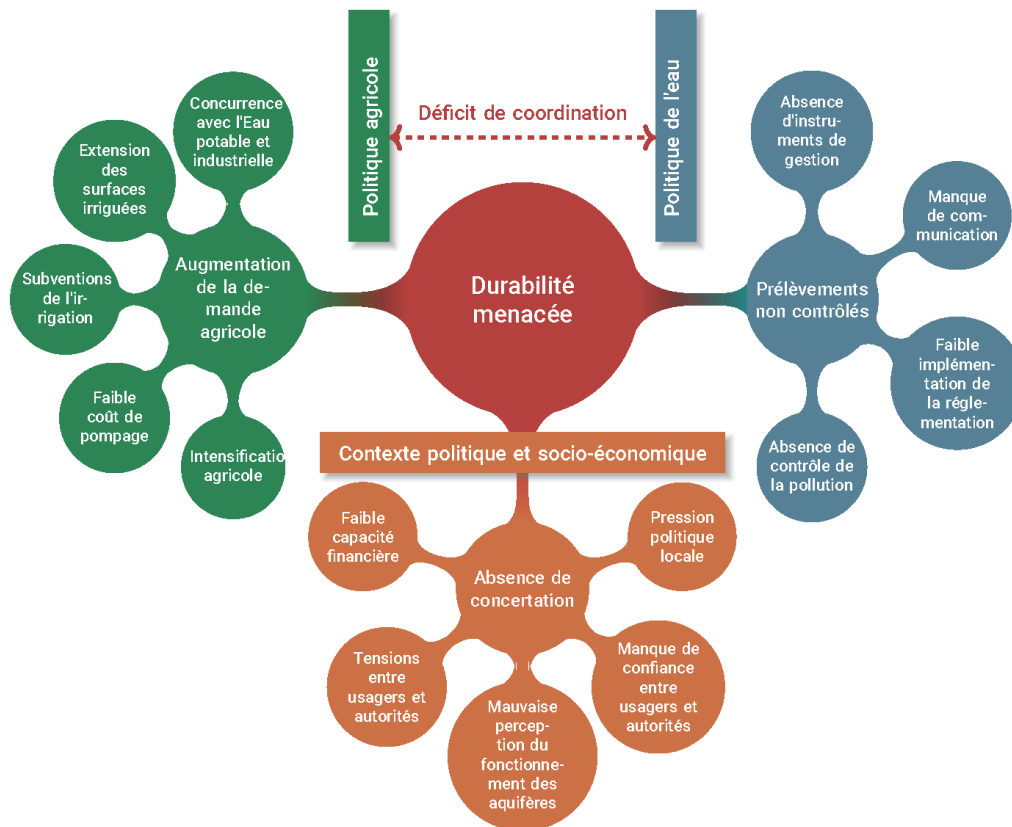 Politique agricole
Déficit de coordination
Politique de l'eau
Durabilité
menacée
Augmentation
de la de-
mande
agricole
Concurrence
avec l'Eau
potable et
industrielle
Extension
des
surfaces
irriguées
Subventions
de l'ir-
rigation
Faible
coût de
pompage
Intensificatio
agricole
Prélèvements
non contrôlés
Absence
d'instru-
ments de
gestion
Manque
de com-
munication
Faible
implémen-
tation de
la régle-
mentation
Absence de
contrôle de
la pollution
Contexte politique et socio-économique
Absence de
concertation
Faible
capacité
financière
Pression
politique
locale
Tensions
entre
usagers et
autorités
Mauvaise
percep-
tion du
fonctionne-
ment des
aquifères
Manque de
confiance
entre
usagers et
autorités